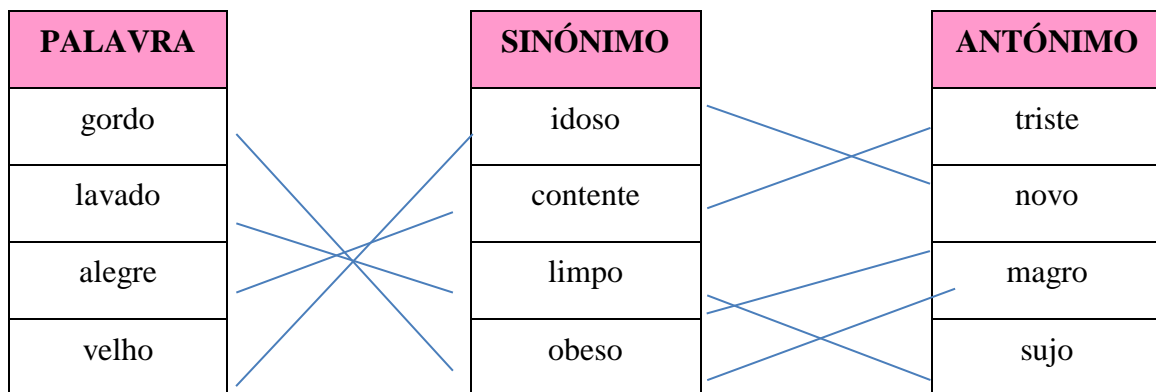 PALAVRA SINÓNIMO ANTÓNIMO
gordo idoso triste
lavado contente novo
alegre limpo magro
velho obeso sujo